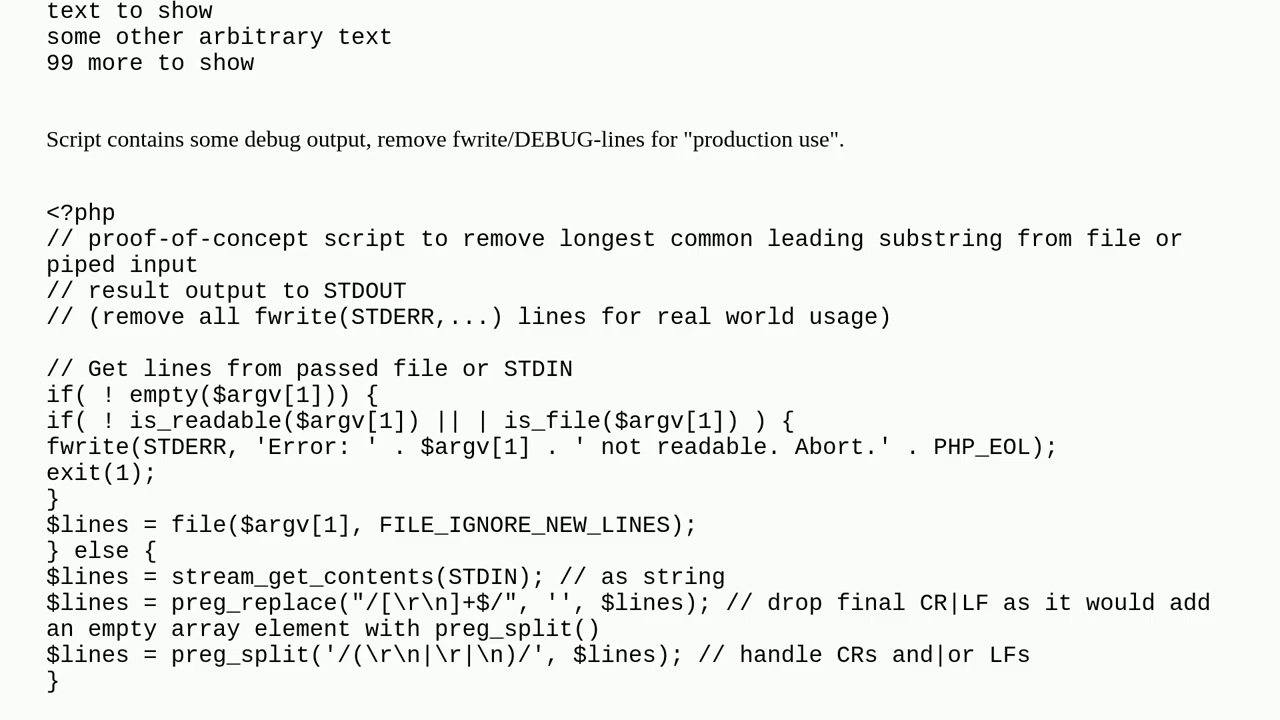 text to show
some other arbitrary text
99 more to show
Script contains some debug output, remove fwrite/DEBUG-lines for "production use".
<?php
// proof-of-concept script to remove longest common leading substring from file or
piped input
// result output to STDOUT
// (remove all fwrite(STDERR,...) lines for real world usage)
// Get lines from passed file or STDIN
if( ! empty($argv[1])) {
if( ! is_readable($argv[1]) || | is_file($argv[1]) ) {
fwrite(STDERR, 'Error: ' . $argv[1] . ' not readable. Abort.' . PHP_EOL);
exit(1);
}
$lines = file($argv[1], FILE_IGNORE_NEW_LINES);
} else {
$lines = stream_get_contents(STDIN); // as string
$lines = preg_replace("/[\r\n]+$/", '', $lines); // drop final CR|LF as it would add
an empty array element with preg_split()
$lines = preg_split('/(\r\n|\r|\n)/', $lines); // handle CRs and|or LFs
}